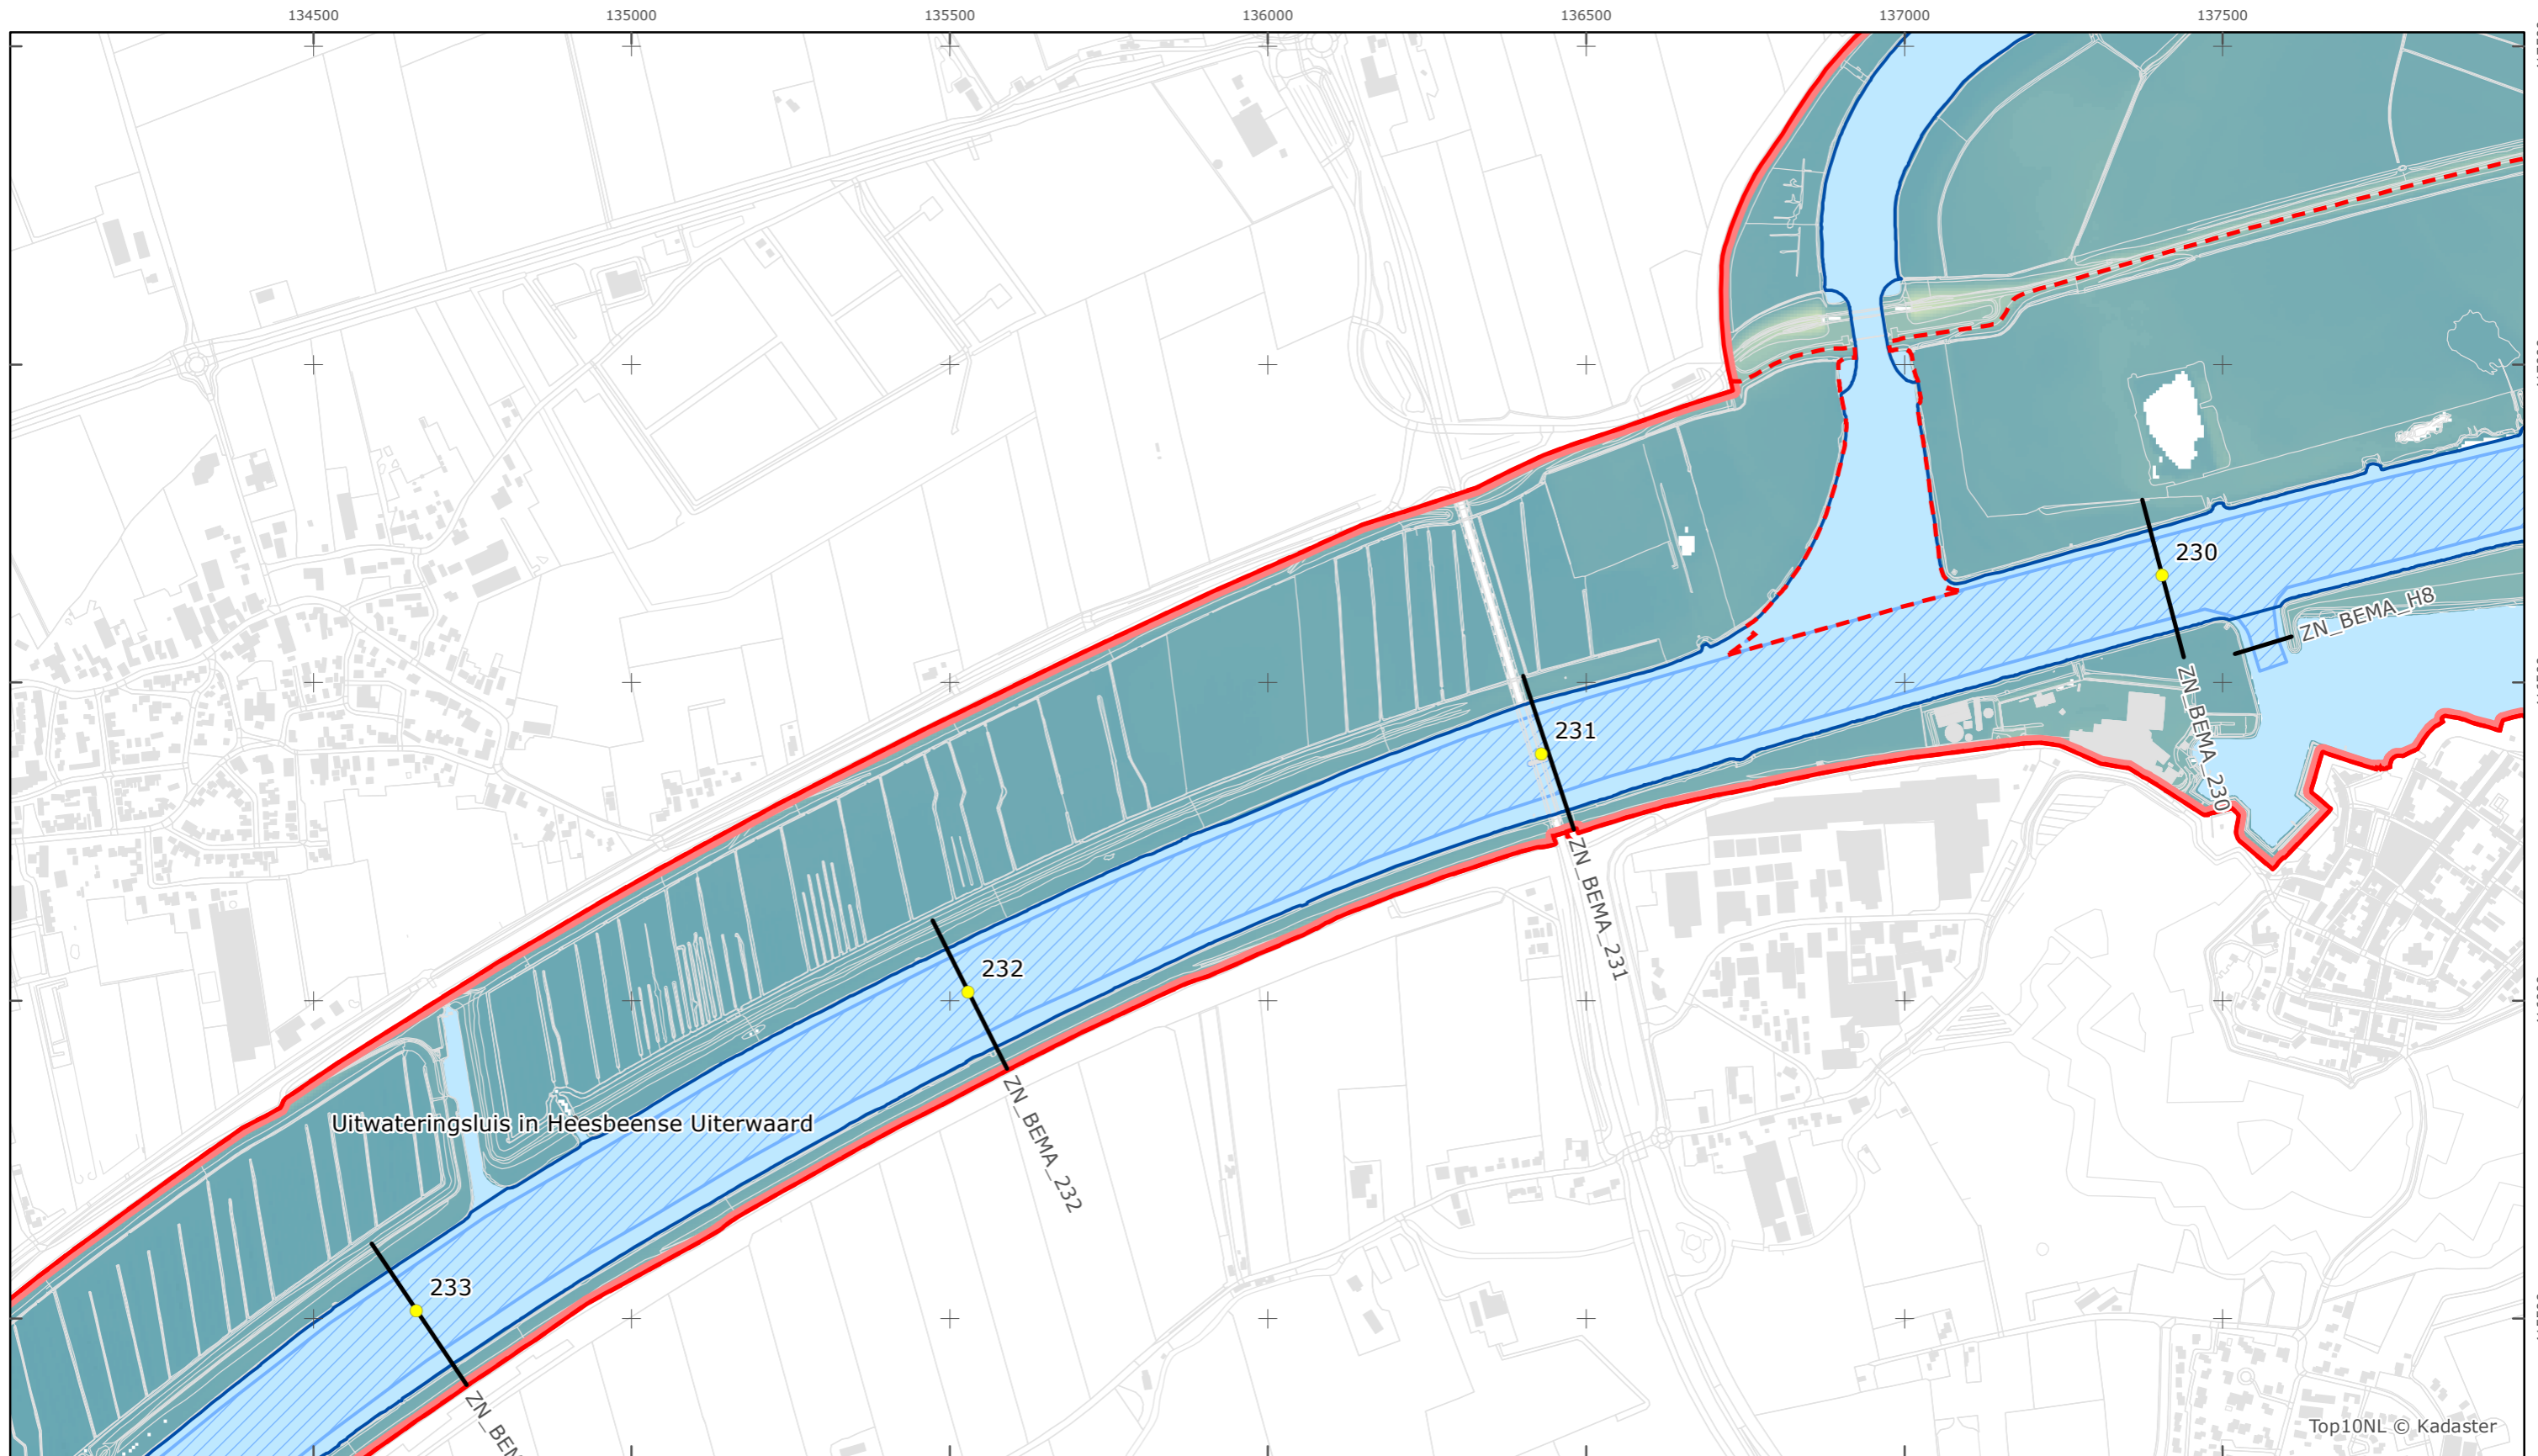 134500
135000
135500
136000
136500
137000
137500
230
ZN_BEMA_H8
ZN_BEMA_230
231
ZN_BEMA_231
232
ZN_BEMA_232
Uitwateringsluis in Heesbeense Uiterwaard
233
Top10NL © Kadaster